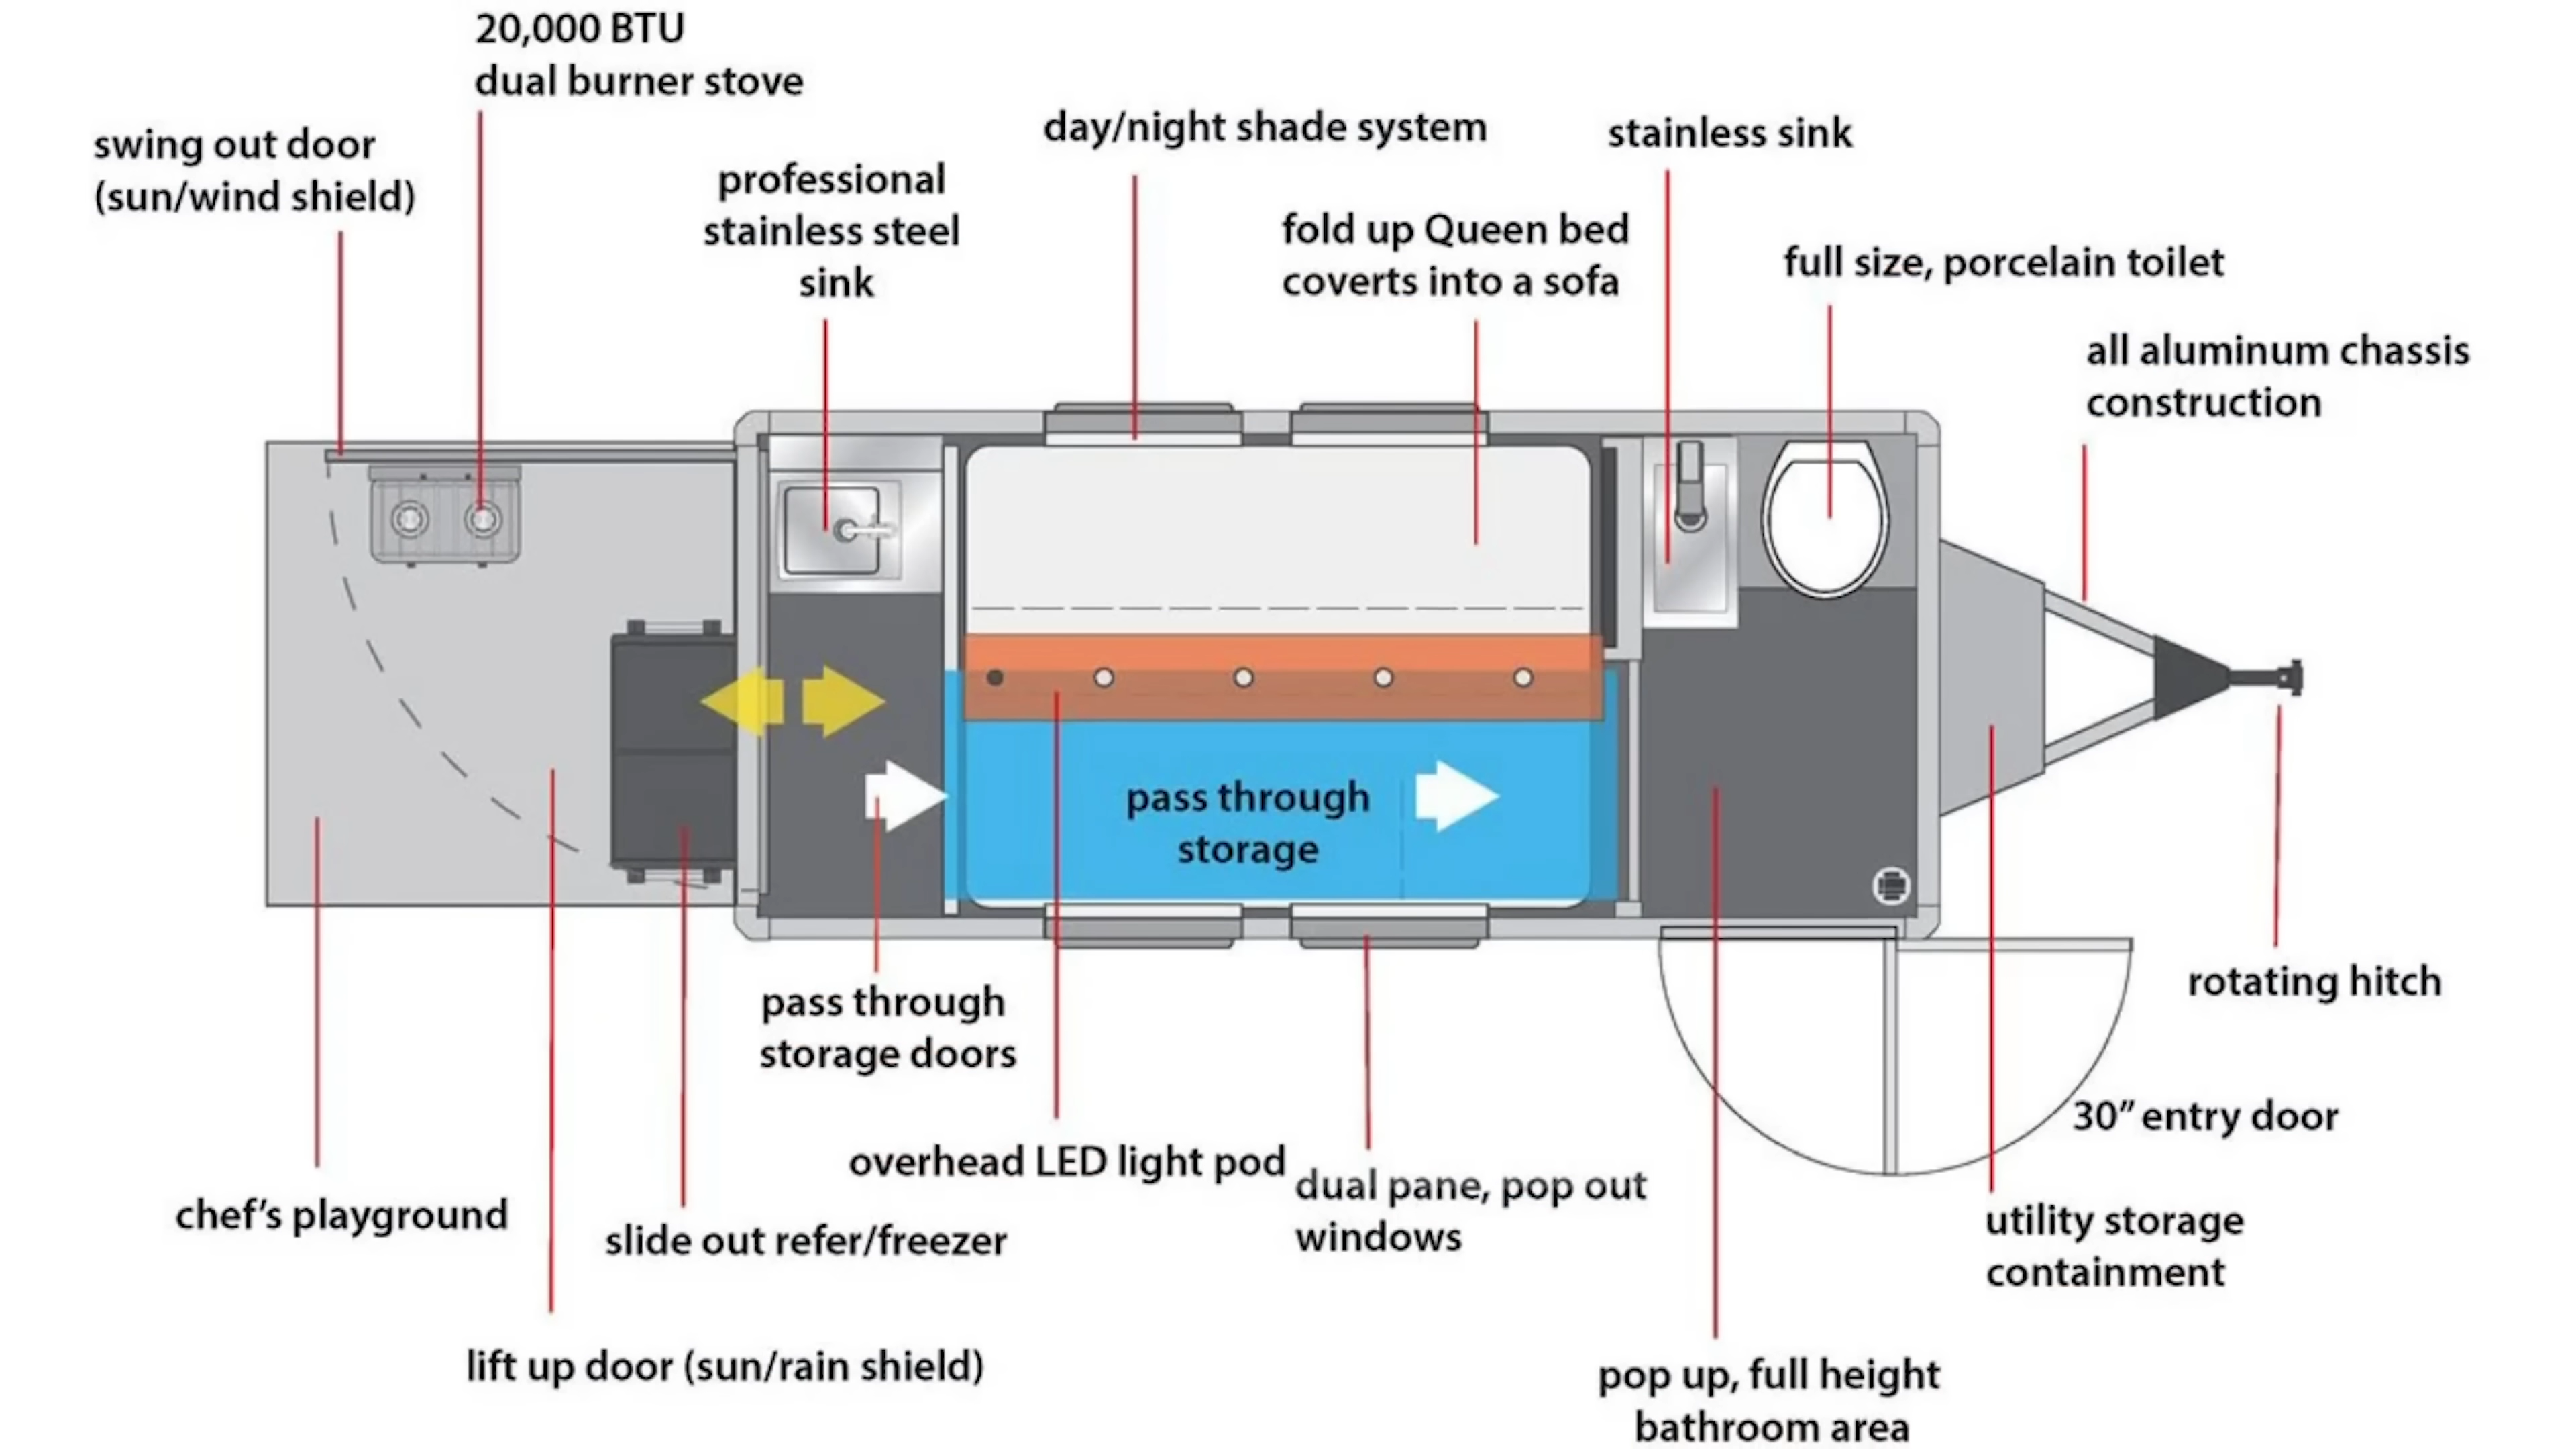 20,000 BTU
dual burner stove
swing out door
(sun/wind shield)
professional
stainless steel
sink
day/night shade system
fold up Queen bed
coverts into a sofa
stainless sink
full size, porcelain toilet
all aluminum chassis
construction
pass through
storage
pass through
storage doors
rotating hitch
30” entry door
overhead LED light pod
dual pane, pop out
windows
chef’s playground
slide out refer/freezer
utility storage
containment
lift up door (sun/rain shield)
pop up, full height
bathroom area